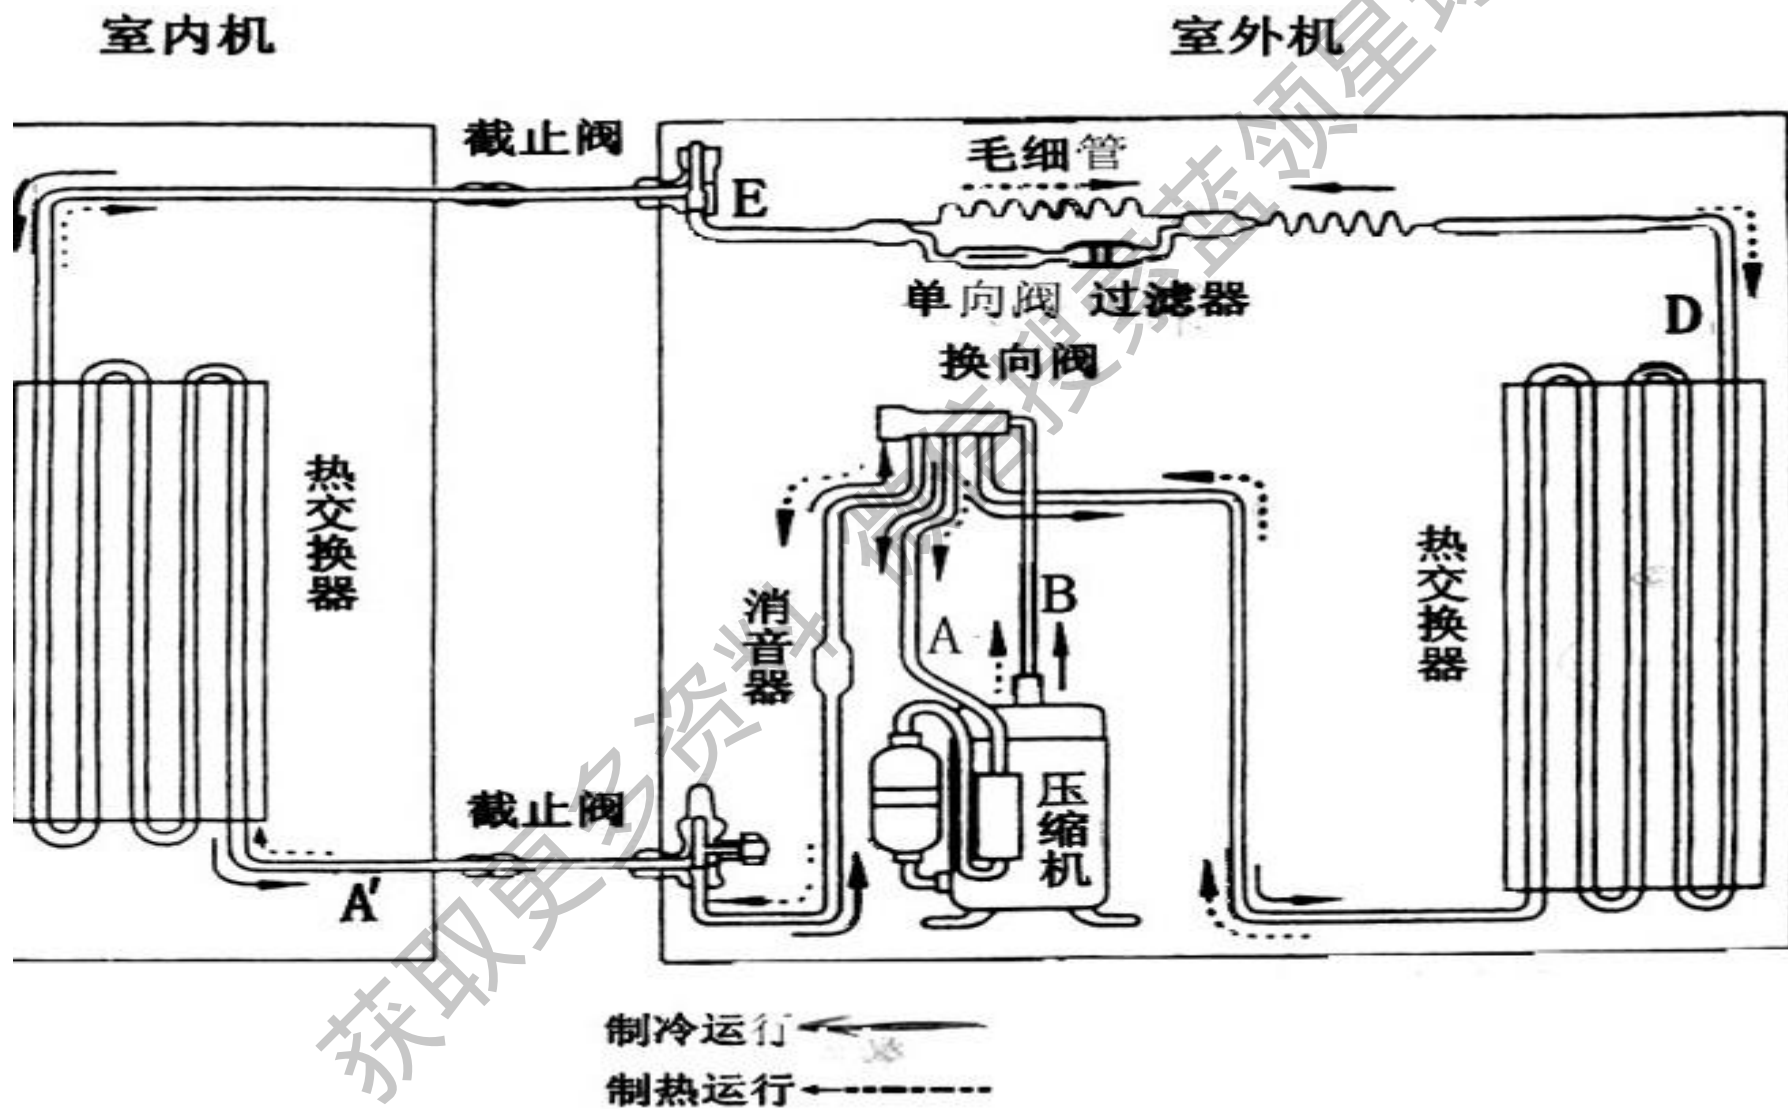 室内机
室外机
截止阀
毛细管
E
单向阀
过滤器
D
换向阀
热交换器
热交换器
消音器
A
B
压缩机
截止阀
A'
制冷运行
制热运行